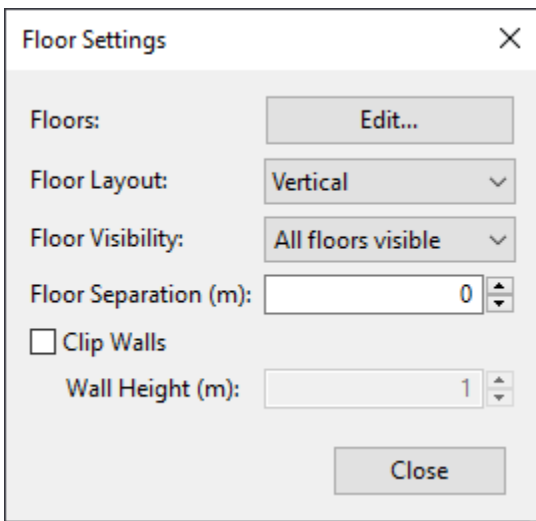 Floor Settings
Floors: Edit...
Floor Layout: Vertical
Floor Visibility: All floors visible
Floor Separation (m): 0
Clip Walls
Wall Height (m): 1
Close